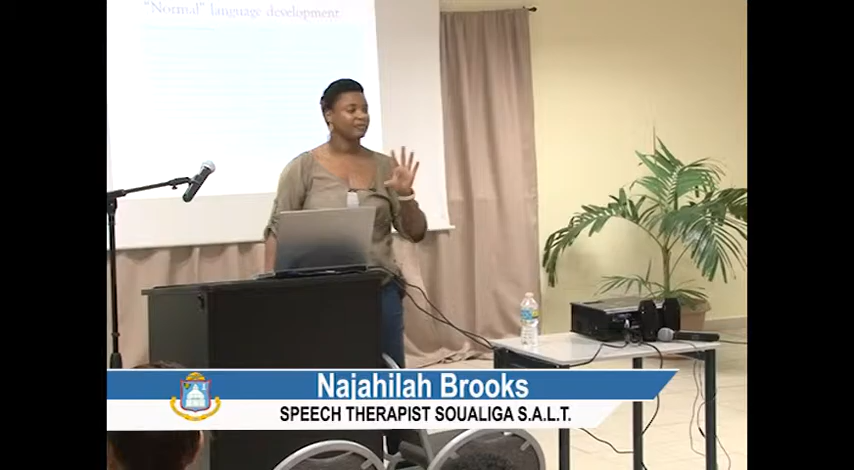 "Normal" language development
Najahilah Brooks
SPEECH THERAPIST SOUALIGA S.A.L.T.